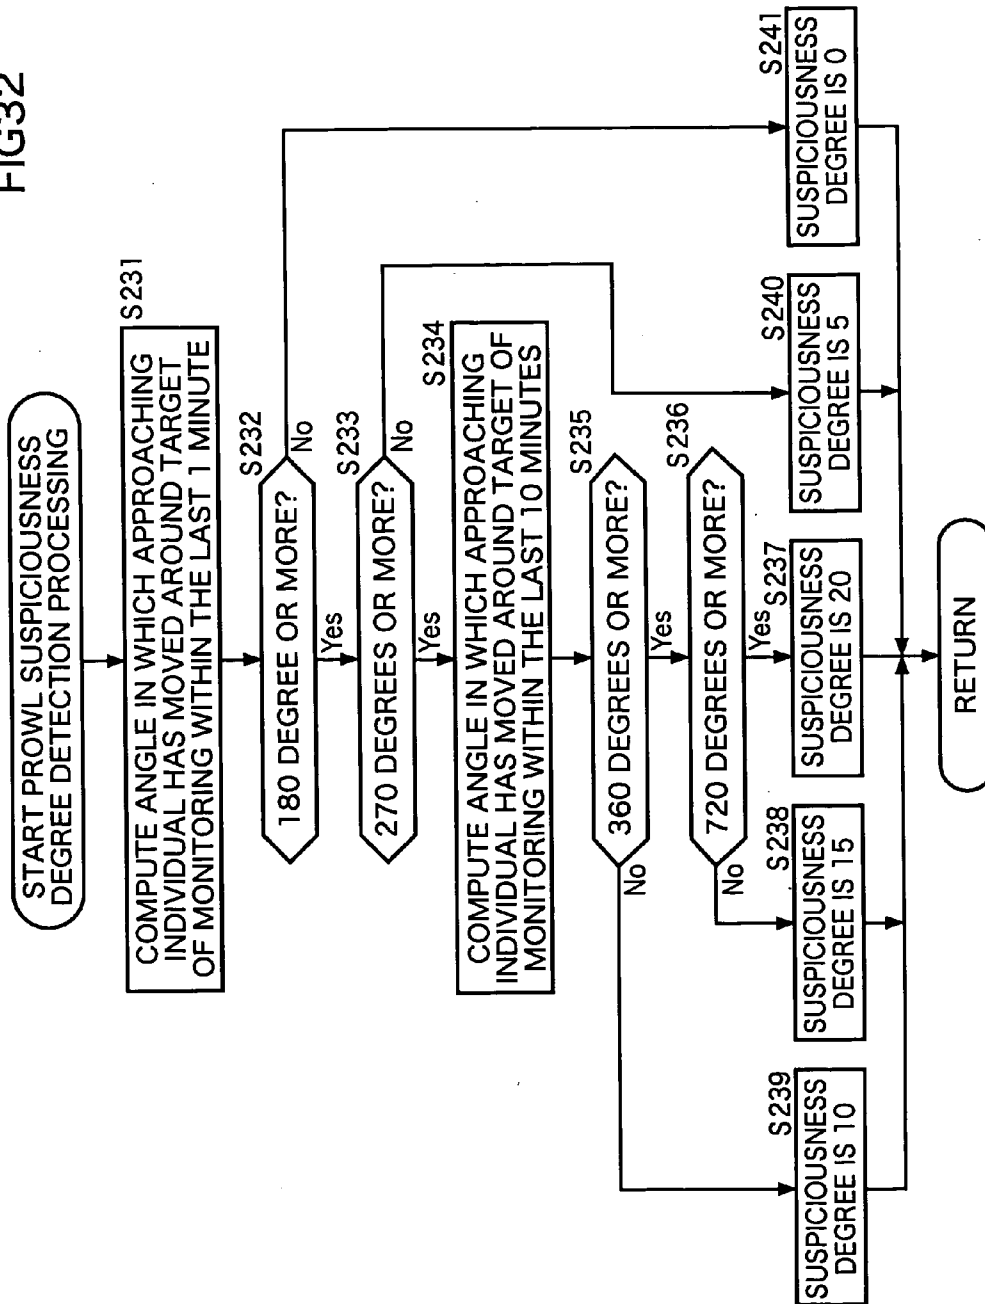 FIG32
START PROWL SUSPICIOUSNESS
DEGREE DETECTION PROCESSING
S231
COMPUTE ANGLE IN WHICH APPROACHING
INDIVIDUAL HAS MOVED AROUND TARGET
OF MONITORING WITHIN THE LAST 1 MINUTE
S232
180 DEGREE OR MORE?
No
Yes
S233
270 DEGREES OR MORE?
No
Yes
S234
COMPUTE ANGLE IN WHICH APPROACHING
INDIVIDUAL HAS MOVED AROUND TARGET OF
MONITORING WITHIN THE LAST 10 MINUTES
S235
360 DEGREES OR MORE?
No
Yes
S236
720 DEGREES OR MORE?
No
Yes
S239
SUSPICIOUSNESS
DEGREE IS 10
S238
SUSPICIOUSNESS
DEGREE IS 15
S237
SUSPICIOUSNESS
DEGREE IS 20
S240
SUSPICIOUSNESS
DEGREE IS 5
S241
SUSPICIOUSNESS
DEGREE IS 0
RETURN